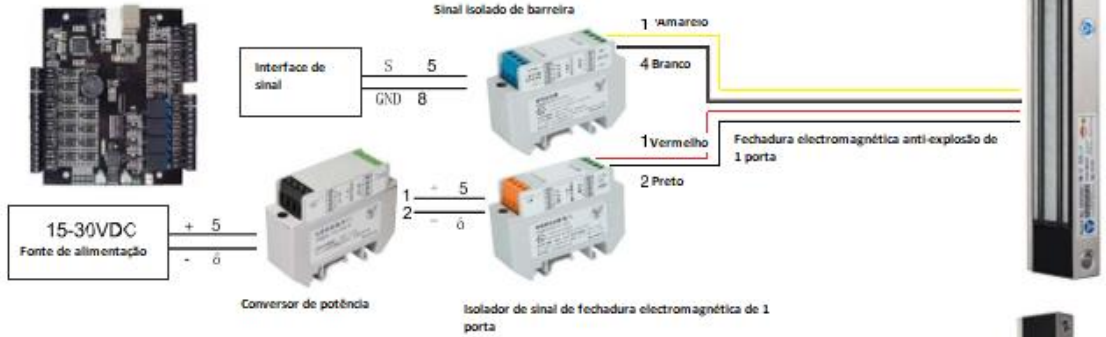 Sinal isolado de barreira
1 Amarelo
Interface de
sinal
S 5
GND 8
4 Branco
1 Vermelho
2 Preto
Fechadura electromagnética anti-explosão de
1 porta
15-30VDC
Fonte de alimentação
+ 5
- ó
1 - 5
2 - ó
Conversor de potência
Isolador de sinal de fechadura electromagnética de 1
porta